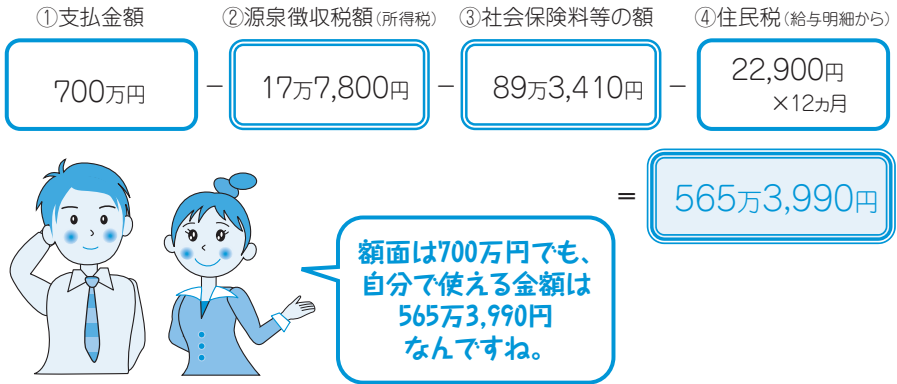 ①支払金額
②源泉徴収税額(所得税)
③社会保険料等の額
④住民税(給与明細から)
700万円
−
17万7,800円
−
89万3,410円
−
22,900円
×12ヵ月
=
565万3,990円
額面は700万円でも、
自分で使える金額は
565万3,990円
なんですね。